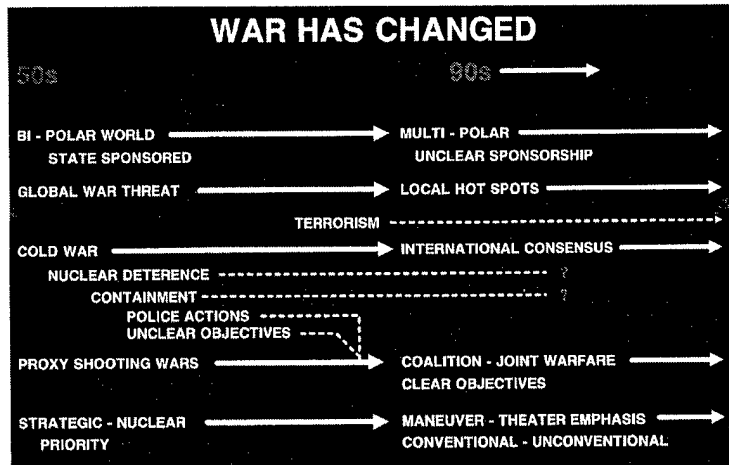 WAR HAS CHANGED
50s 90s
BI - POLAR WORLD MULTI - POLAR
STATE SPONSORED UNCLEAR SPONSORSHIP
GLOBAL WAR THREAT LOCAL HOT SPOTS
TERRORISM
COLD WAR INTERNATIONAL CONSENSUS
NUCLEAR DETERENCE ?
CONTAINMENT ?
POLICE ACTIONS
UNCLEAR OBJECTIVES
PROXY SHOOTING WARS COALITION - JOINT WARFARE
CLEAR OBJECTIVES
STRATEGIC - NUCLEAR MANEUVER - THEATER EMPHASIS
PRIORITY CONVENTIONAL - UNCONVENTIONAL